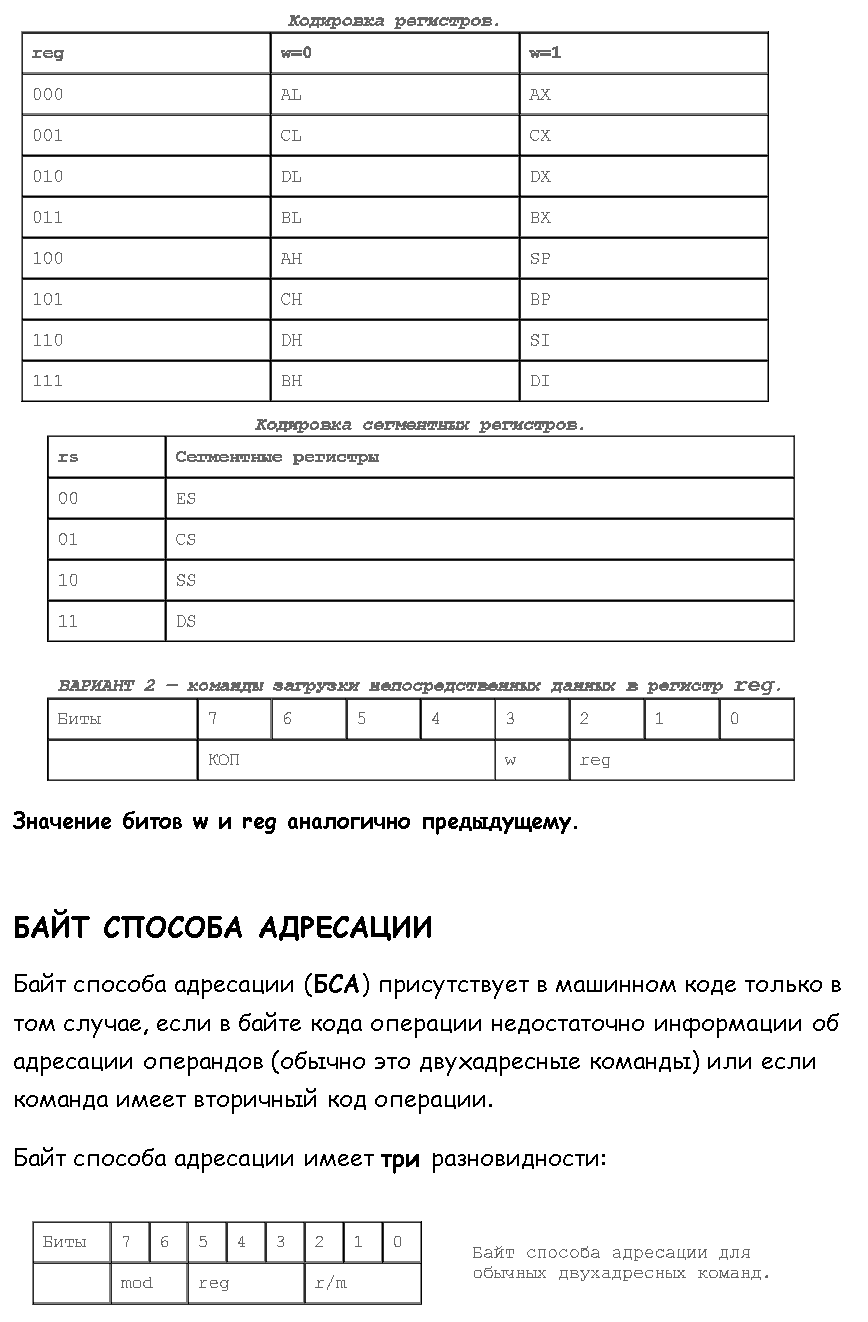 Кодировка регистров.
reg w=0 w=1
000 AL AX
001 CL CX
010 DL DX
011 BL BX
100 AH SP
101 CH BP
110 DH SI
111 BH DI
Кодировка сегментных регистров.
rs Сегментные регистры
00 ES
01 CS
10 SS
11 DS
ВАРИАНТ 2 – команды загрузки непосредственных данных в регистр reg.
Биты 7 6 5 4 3 2 1 0
КОП w reg
Значение битов w и reg аналогично предыдущему.
БАЙТ СПОСОБА АДРЕСАЦИИ
Байт способа адресации (БСА) присутствует в машинном коде только в
том случае, если в байте кода операции недостаточно информации об
адресации операндов (обычно это двухадресные команды) или если
команда имеет вторичный код операции.
Байт способа адресации имеет три разновидности:
Биты 7 6 5 4 3 2 1 0
mod reg r/m
Байт способа адресации для
обычных двухадресных команд.